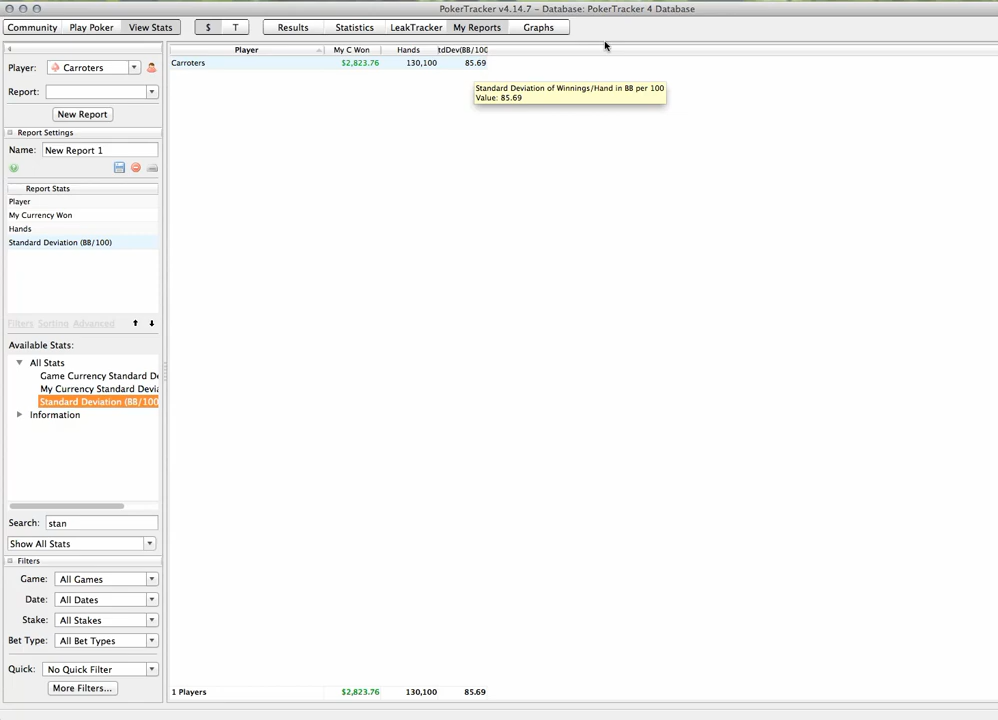 PokerTracker v4.14.7 – Database: PokerTracker 4 Database
Community Play Poker View Stats $ T Results Statistics LeakTracker My Reports Graphs
Player: Carroters
Report:
New Report
Report Settings
Name: New Report 1
Report Stats
Player
My Currency Won
Hands
Standard Deviation (BB/100)
Filters Sorting Advanced
Available Stats:
All Stats
Game Currency Standard De
My Currency Standard Devia
Standard Deviation (BB/100
Information
Search: stan
Show All Stats
Filters
Game: All Games
Date: All Dates
Stake: All Stakes
Bet Type: All Bet Types
Quick: No Quick Filter
More Filters...
Player My C Won Hands tdDev(BB/100
Carroters $2,823.76 130,100 85.69
Standard Deviation of Winnings/Hand in BB per 100
Value: 85.69
1 Players $2,823.76 130,100 85.69